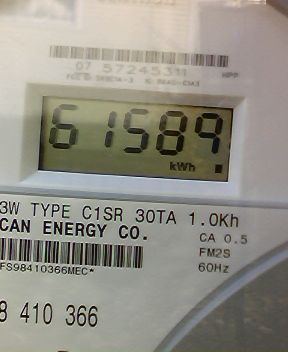 07 57245311 HPP
61589
kWh
3W TYPE C1SR 30TA 1.0Kh
CAN ENERGY CO. CA 0.5
FM2S
FS98410366MEC* 60Hz
8 410 366